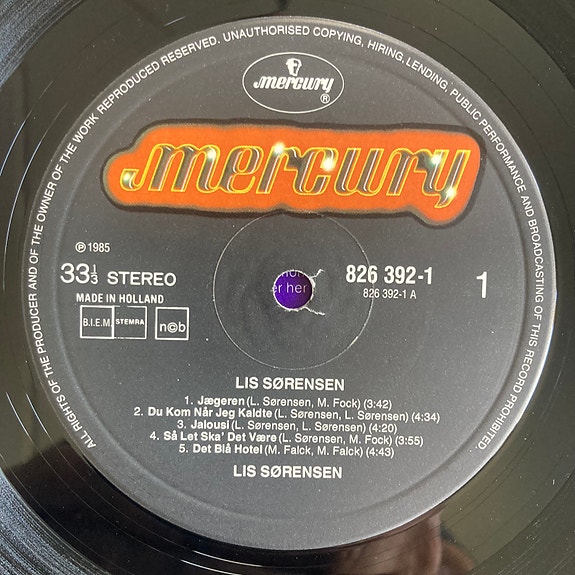 ALL RIGHTS OF THE PRODUCER AND OF THE OWNER OF THE WORK REPRODUCED RESERVED. UNAUTHORISED COPYING, HIRING, LENDING, PUBLIC PERFORMANCE AND BROADCASTING OF THIS RECORD PROHIBITED
mercury
®
mercury
℗ 1985
33⅓ STEREO
MADE IN HOLLAND
B.I.E.M. STEMRA n©b
er her
826 392-1
826 392-1 A
1
LIS SØRENSEN
1. Jægeren (L. Sørensen, M. Fock) (3:42)
2. Du Kom Når Jeg Kaldte (L. Sørensen, L. Sørensen) (4:34)
3. Jalousi (L. Sørensen, L. Sørensen) (4:20)
4. Så Let Ska' Det Være (L. Sørensen, M. Fock) (3:55)
5. Det Blå Hotel (M. Falck, M. Falck) (4:43)
LIS SØRENSEN